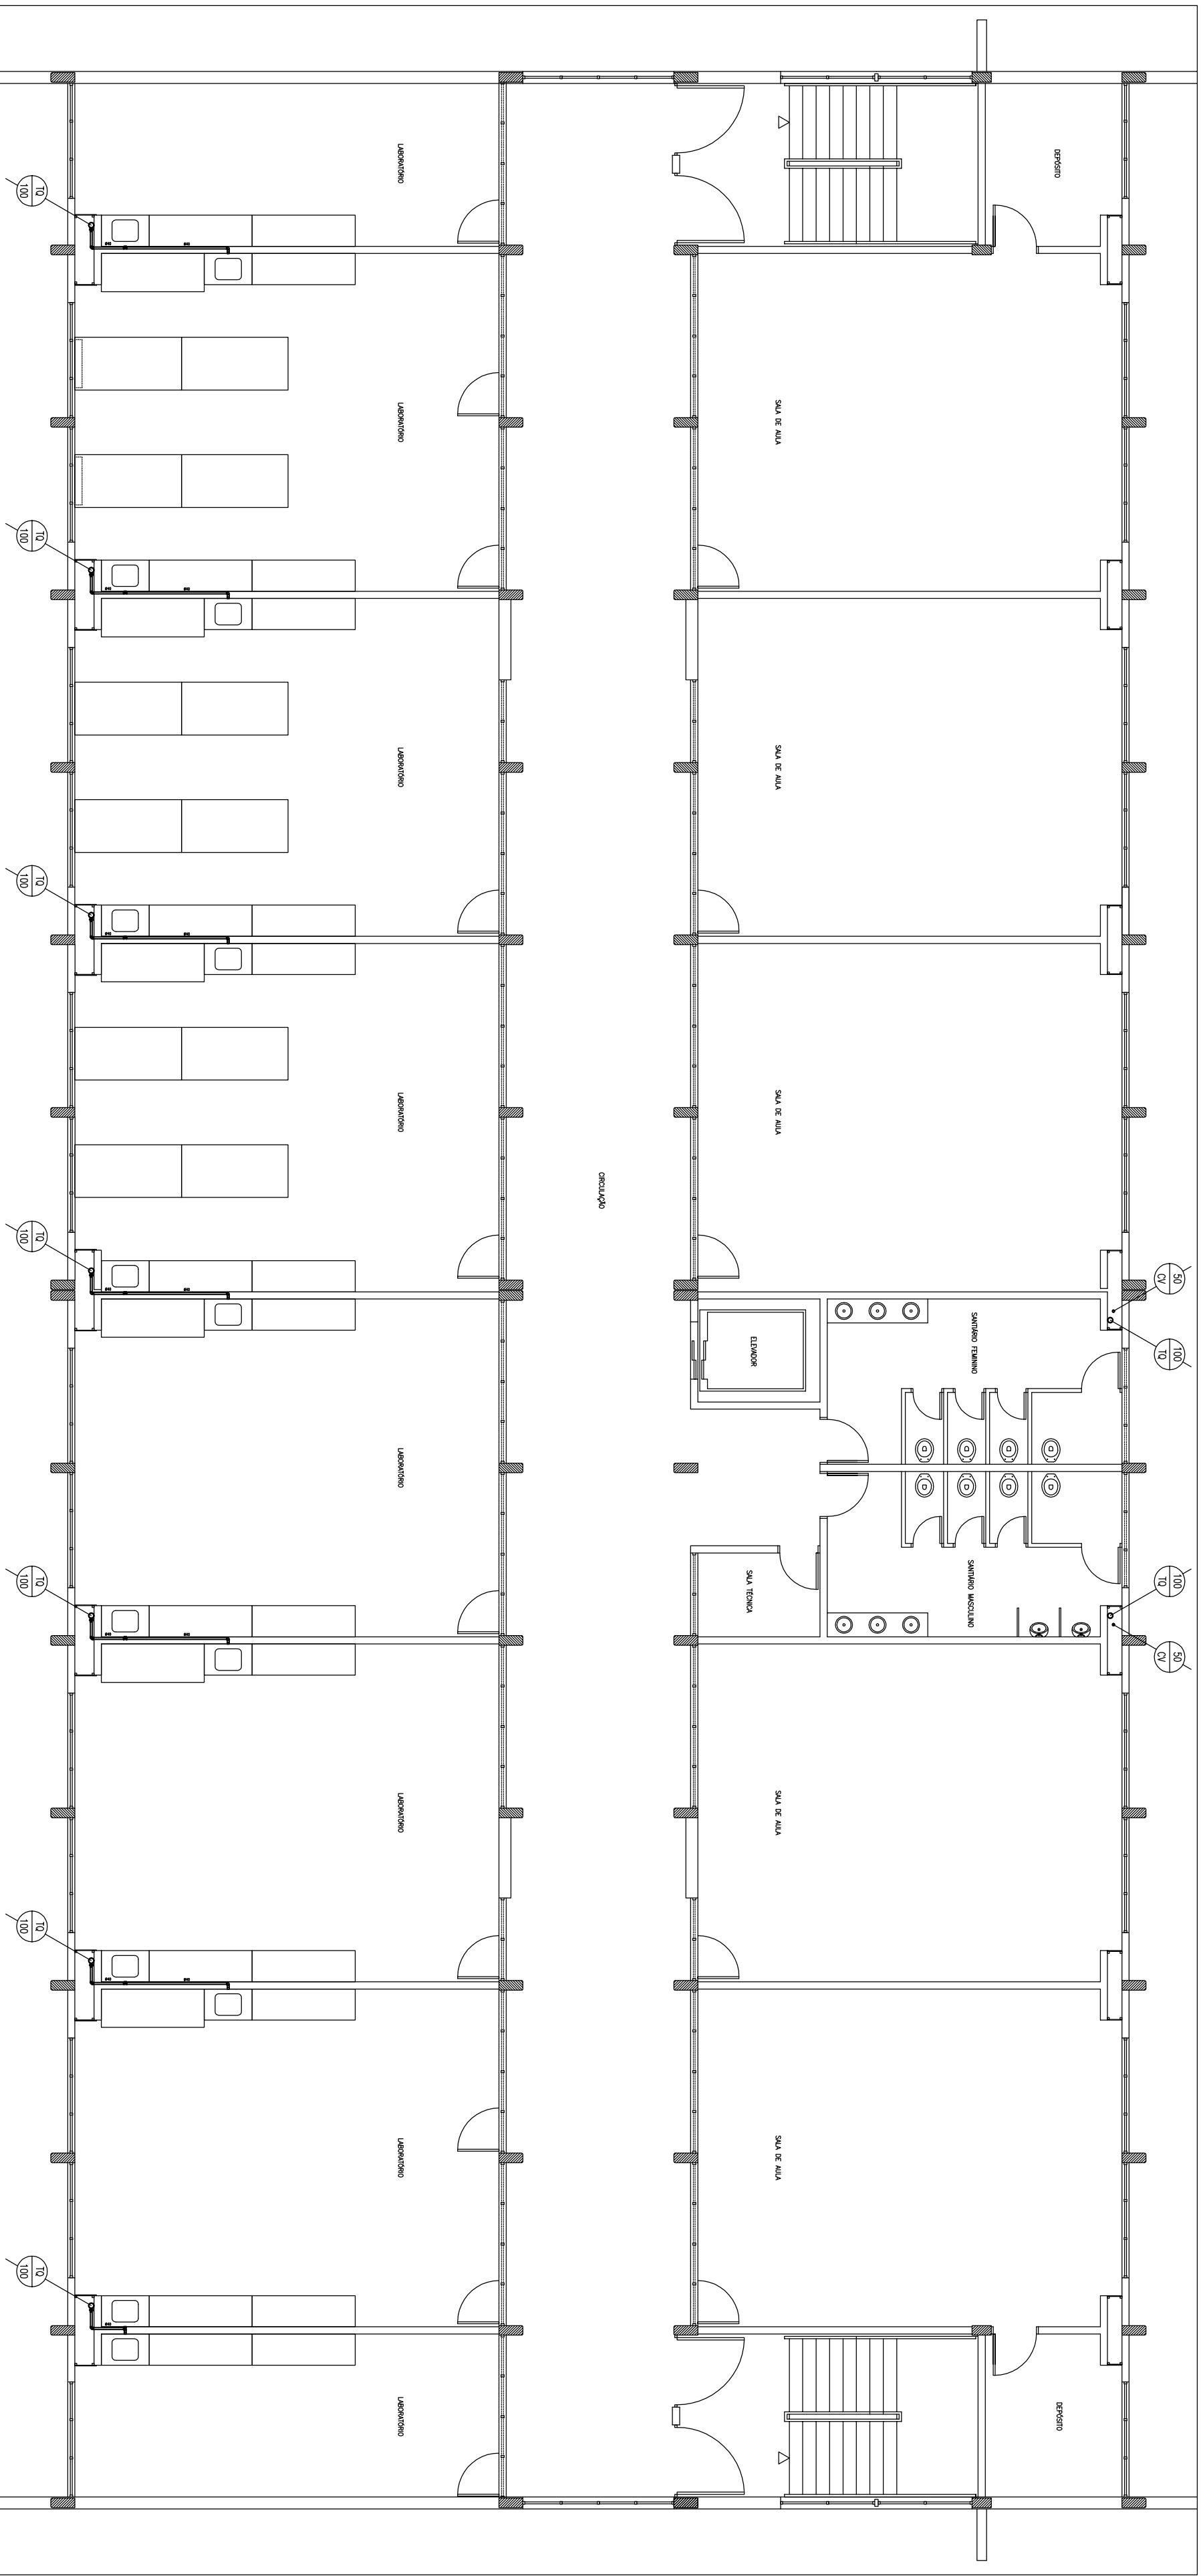 50
CV
100
TQ
100
TQ
50
CV
DEPÓSITO
DEPÓSITO
SANTIÁRIO FEMININO
SANTIÁRIO MASCULINO
SALA DE AULA
SALA DE AULA
SALA DE AULA
ELEVADOR
SALA TÉCNICA
SALA DE AULA
SALA DE AULA
CIRCULAÇÃO
LABORATÓRIO
LABORATÓRIO
LABORATÓRIO
LABORATÓRIO
LABORATÓRIO
LABORATÓRIO
LABORATÓRIO
LABORATÓRIO
TQ
100
TQ
100
TQ
100
TQ
100
TQ
100
TQ
100
TQ
100